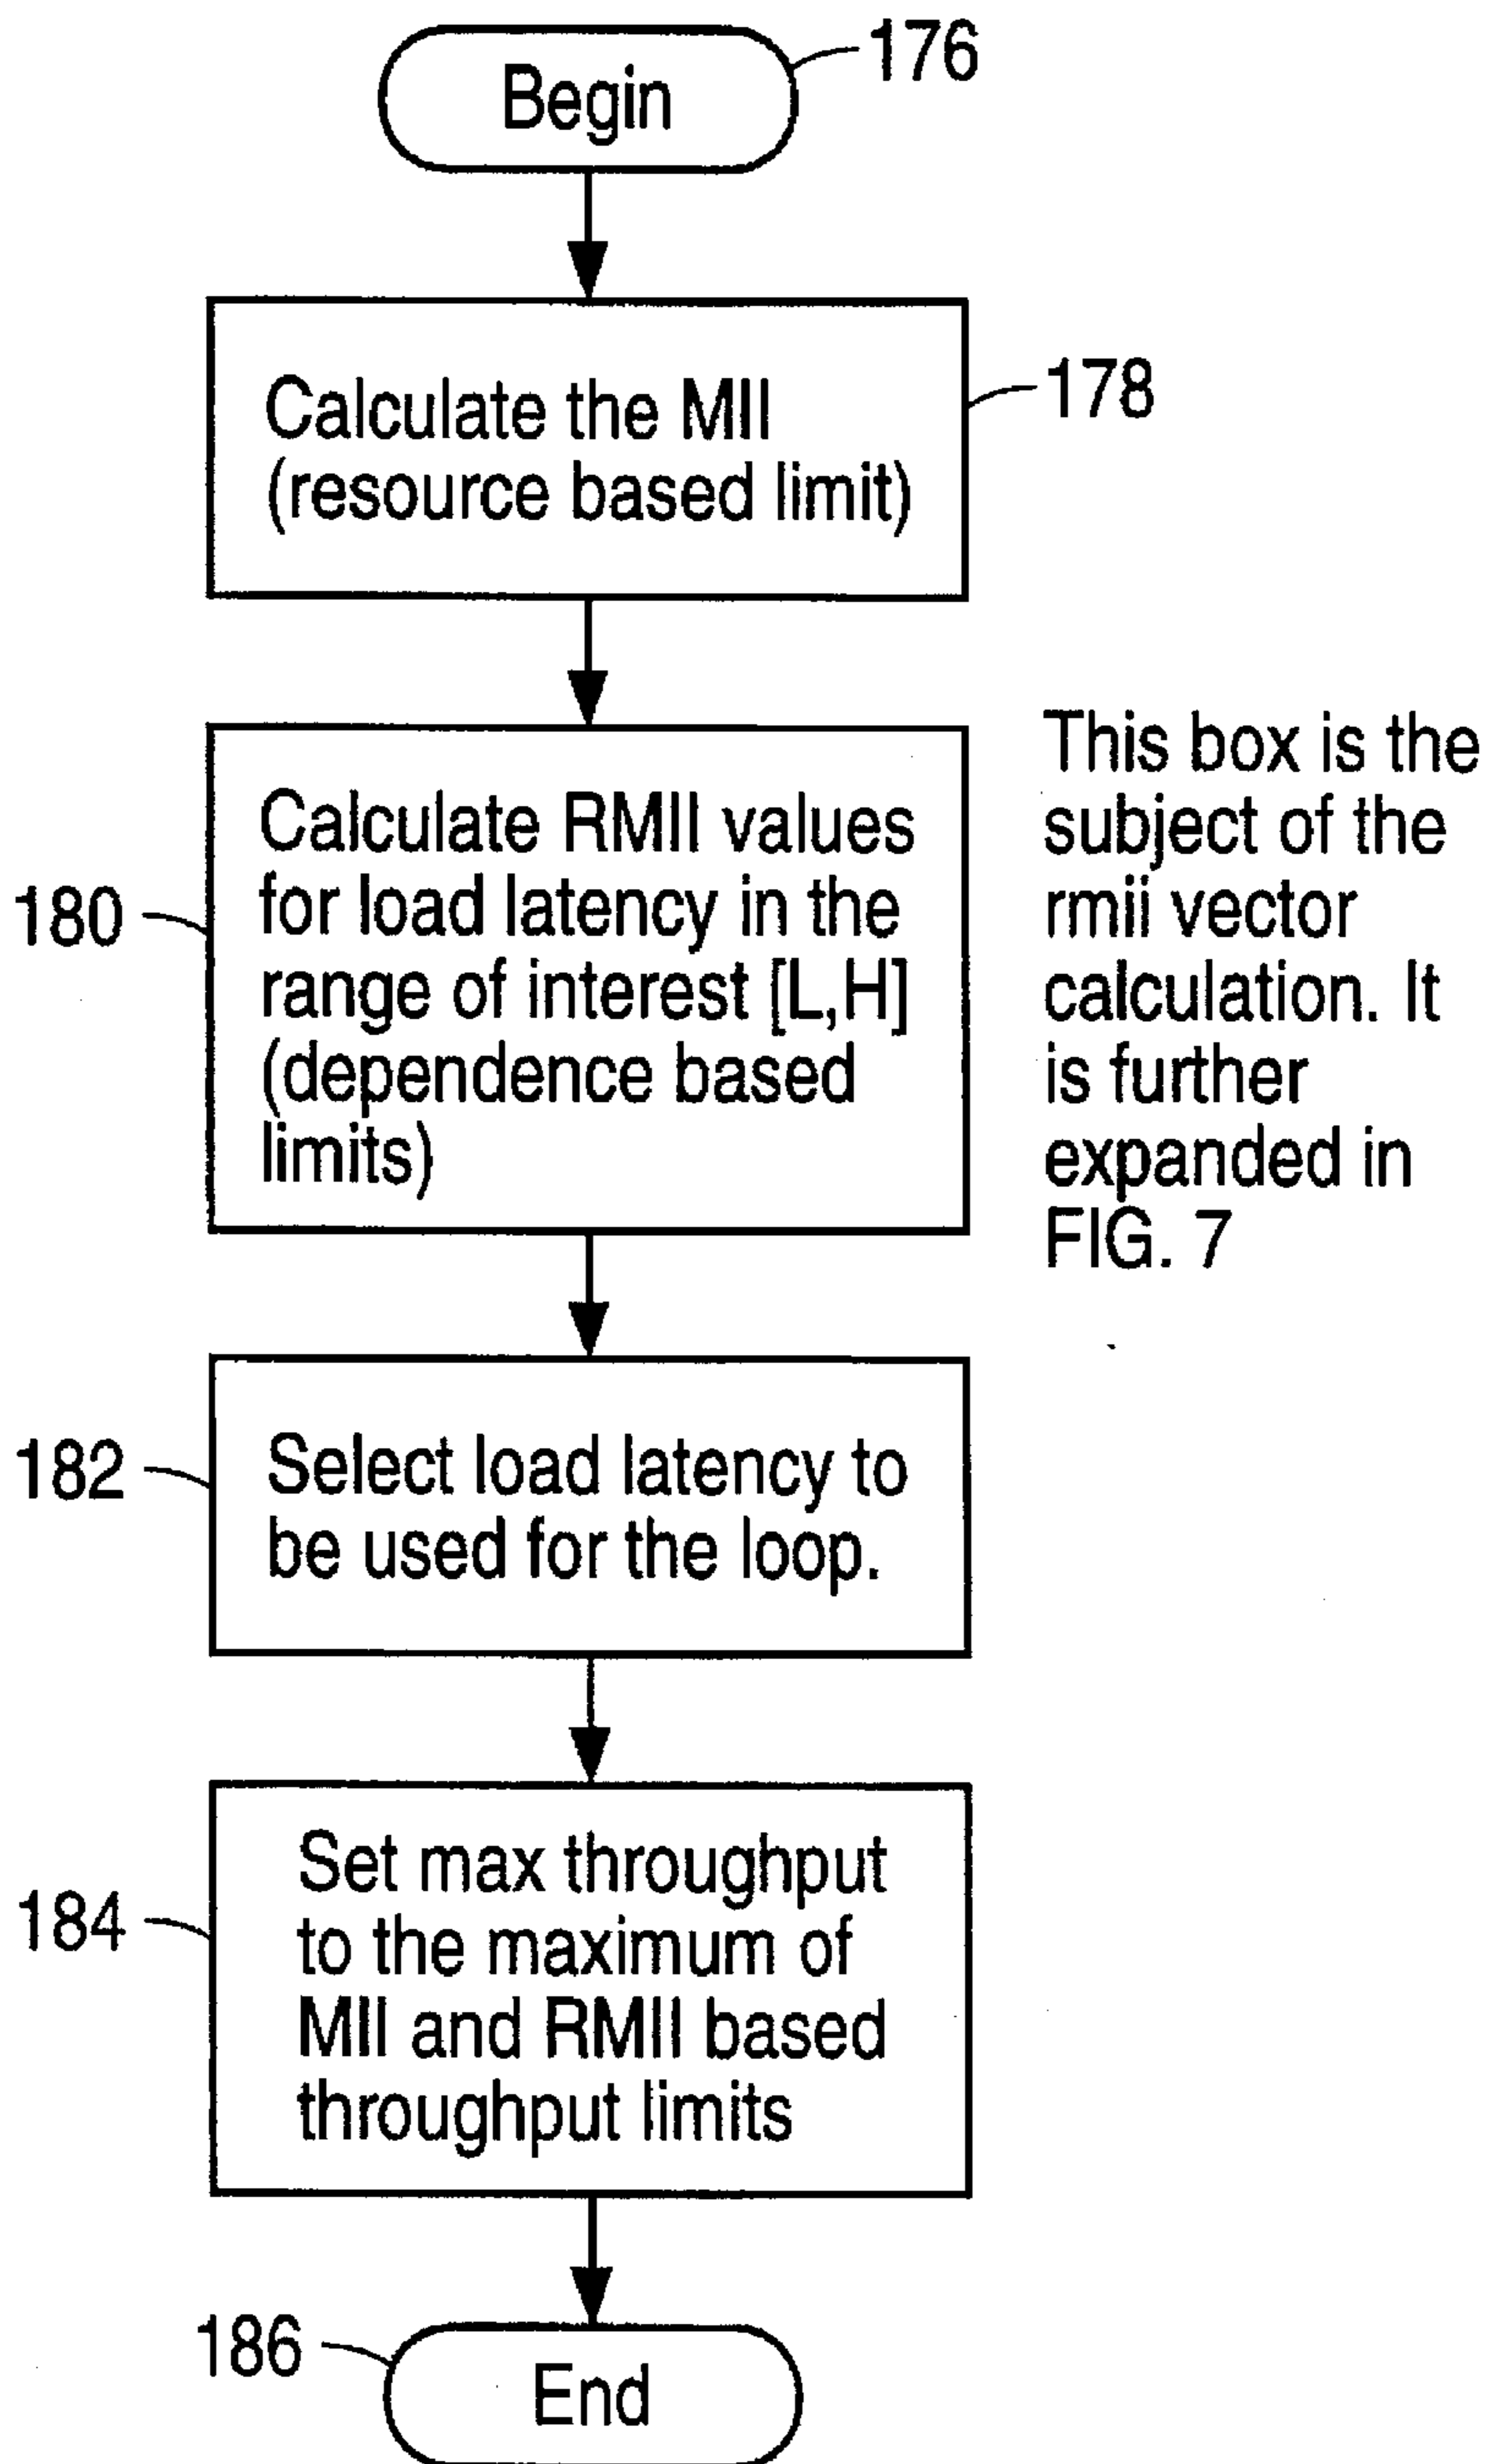 Begin
176
Calculate the MII
(resource based limit)
178
180
Calculate RMII values
for load latency in the
range of interest [L,H]
(dependence based
limits)
This box is the
subject of the
rmii vector
calculation. It
is further
expanded in
FIG. 7
182
Select load latency to
be used for the loop.
184
Set max throughput
to the maximum of
MII and RMII based
throughput limits
186
End